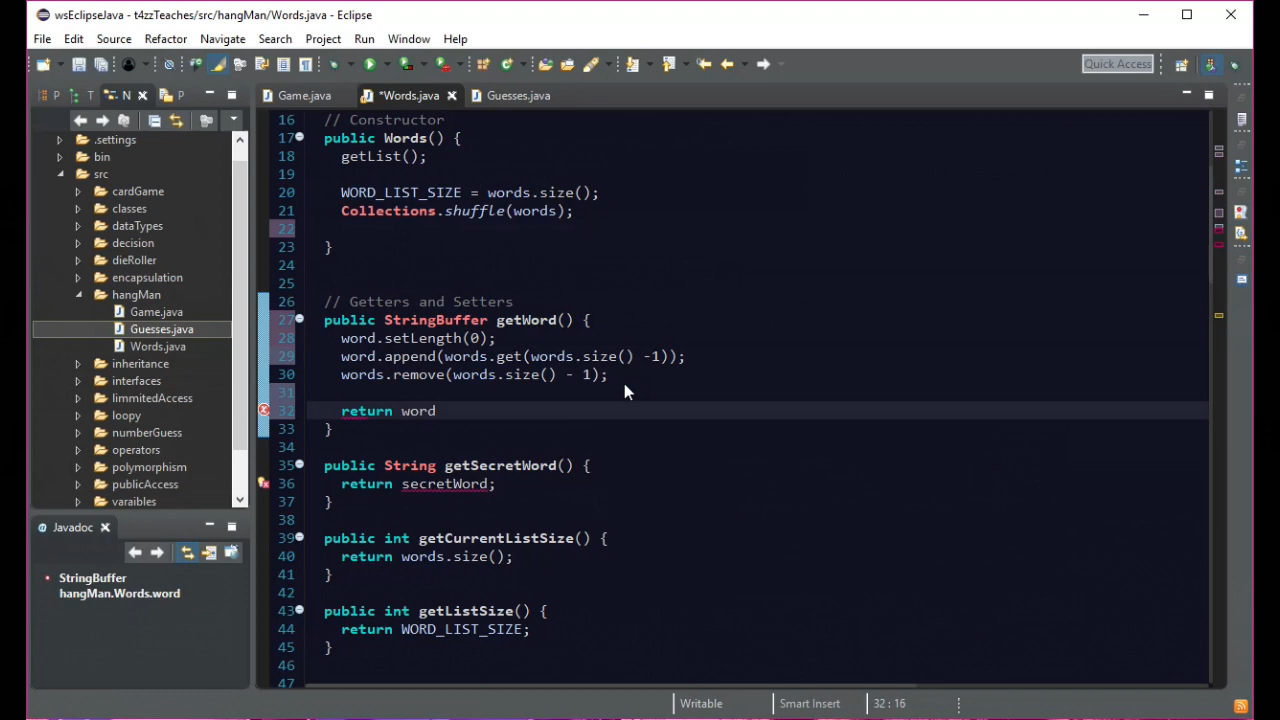 wsEclipseJava - t4zzTeaches/src/hangMan/Words.java - Eclipse
File Edit Source Refactor Navigate Search Project Run Window Help
Quick Access
P T N P Game.java *Words.java Guesses.java
.settings
bin
src
cardGame
classes
dataTypes
decision
dieRoller
encapsulation
hangMan
Game.java
Guesses.java
Words.java
inheritance
interfaces
limmitedAccess
loopy
numberGuess
operators
polymorphism
publicAccess
varaibles
Javadoc
StringBuffer
hangMan.Words.word
16 // Constructor
17 public Words() {
18 getList();
19
20 WORD_LIST_SIZE = words.size();
21 Collections.shuffle(words);
22
23 }
24
25
26 // Getters and Setters
27 public StringBuffer getWord() {
28 word.setLength(0);
29 word.append(words.get(words.size() -1));
30 words.remove(words.size() - 1);
31
32 return word
33 }
34
35 public String getSecretWord() {
36 return secretWord;
37 }
38
39 public int getCurrentListSize() {
40 return words.size();
41 }
42
43 public int getListSize() {
44 return WORD_LIST_SIZE;
45 }
46
47
Writable Smart Insert 32 : 16